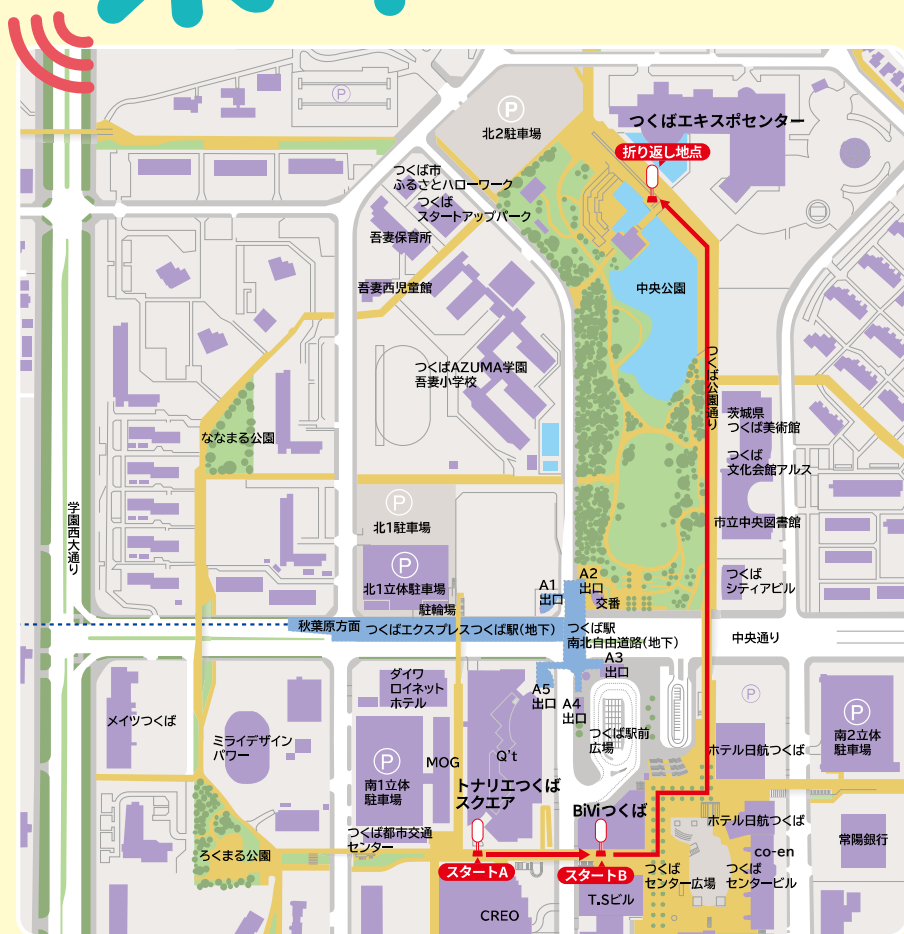 P
P
北2駐車場
つくばエキスポセンター
折り返し地点
つくば市
ふるさとハローワーク
つくば
スタートアップパーク
吾妻保育所
吾妻西児童館
中央公園
つくばAZUMA学園
吾妻小学校
つくば公園通り
茨城県
つくば美術館
つくば
文化会館アルス
ななまる公園
市立中央図書館
学園西大通り
P
北1駐車場
P
北1立体駐車場
駐輪場
A1
出口
A2
出口
交番
つくば
シティアビル
秋葉原方面
つくばエクスプレスつくば駅(地下)
つくば駅
南北自由道路(地下)
中央通り
A3
出口
A5
出口
A4
出口
ダイワ
ロイネット
ホテル
メイツつくば
ミライデザイン
パワー
P
南1立体
駐車場
MOG
Q't
トナリエつくば
スクエア
つくば駅前
広場
P
ホテル日航つくば
P
南2立体
駐車場
BiViつくば
ホテル日航つくば
つくば都市交通
センター
ろくまる公園
スタートA
スタートB
co-en
常陽銀行
つくば
センター広場
つくば
センタービル
T.Sビル
CREO